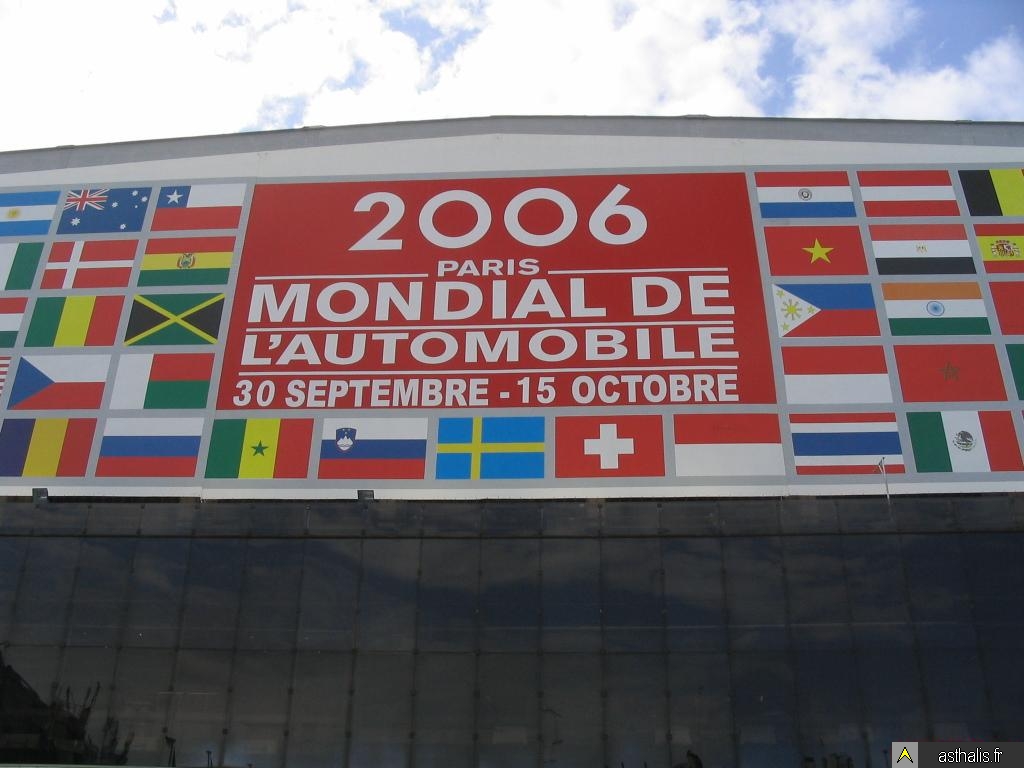 2006
PARIS
MONDIAL DE
L'AUTOMOBILE
30 SEPTEMBRE - 15 OCTOBRE
asthalis.fr